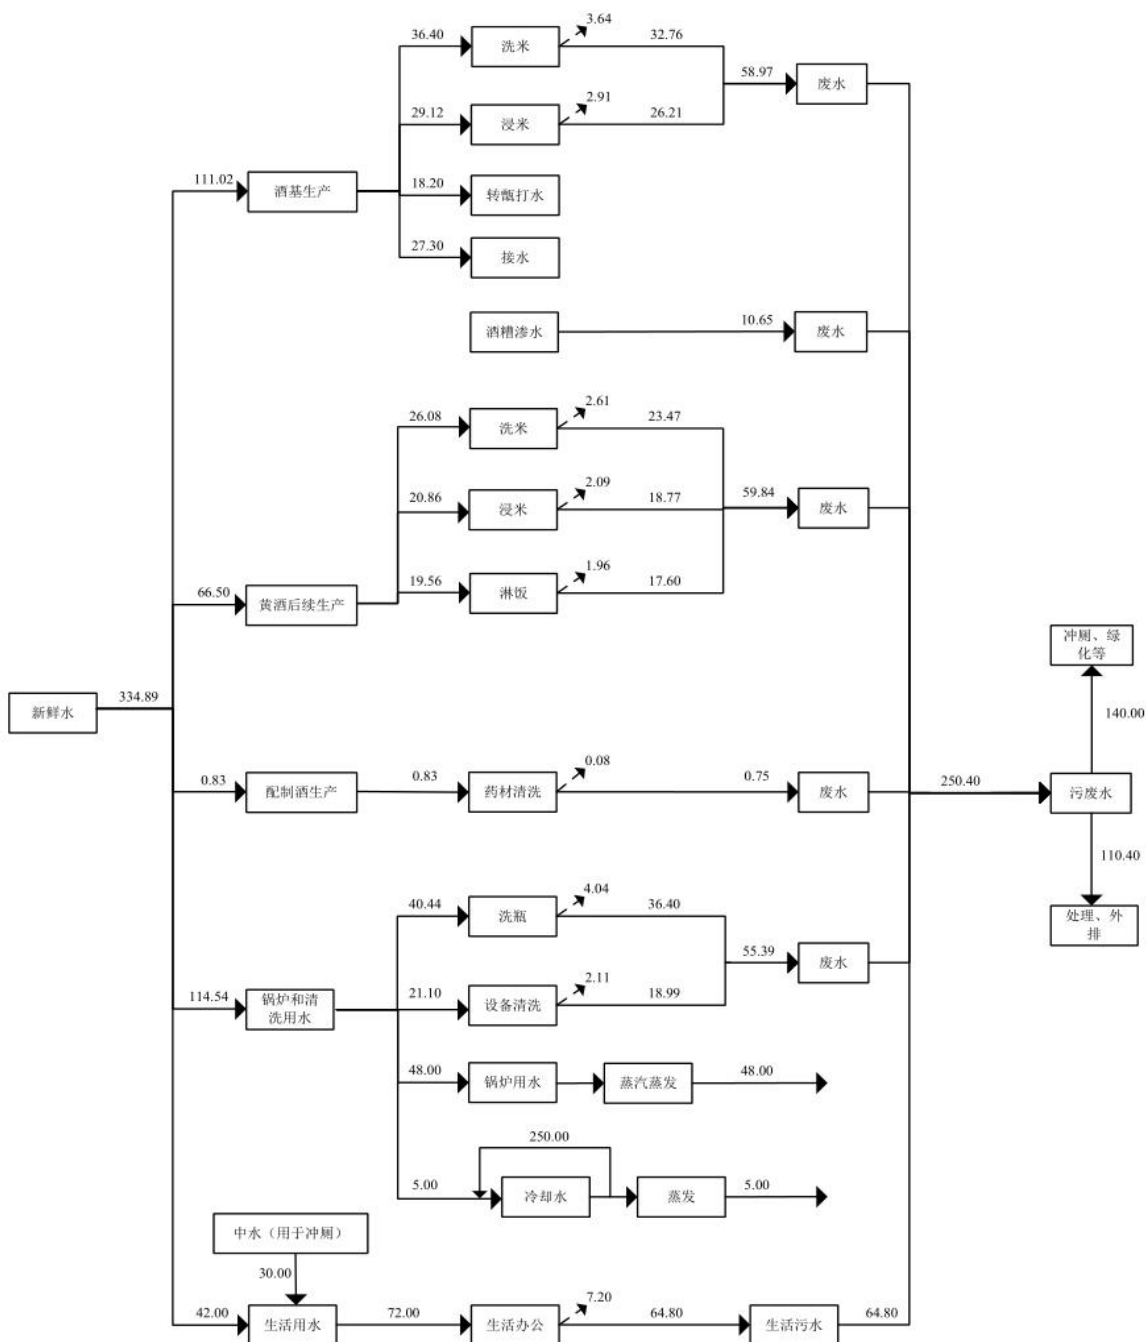 3.64
36.40
洗米
32.76
58.97
废水
2.91
29.12
浸米
26.21
111.02
酒基生产
18.20
转甑打水
27.30
接水
酒糟渗水
10.65
废水
2.61
26.08
洗米
23.47
2.09
20.86
浸米
18.77
59.84
废水
1.96
19.56
淋饭
17.60
66.50
黄酒后续生产
冲厕、绿
化等
新鲜水
334.89
140.00
0.83
配制酒生产
0.83
药材清洗
0.08
0.75
废水
250.40
污废水
110.40
4.04
40.44
洗瓶
36.40
处理、外
排
55.39
废水
2.11
114.54
锅炉和清
洗用水
21.10
设备清洗
18.99
48.00
锅炉用水
蒸汽蒸发
48.00
250.00
5.00
冷却水
蒸发
5.00
中水（用于冲厕）
30.00
7.20
42.00
生活用水
72.00
生活办公
64.80
生活污水
64.80